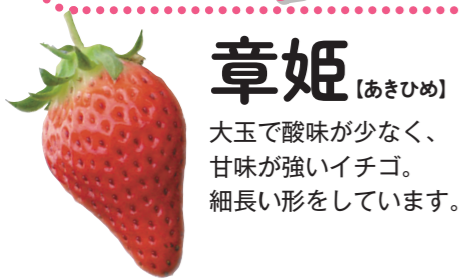 章姫【あきひめ】
大玉で酸味が少なく、
甘味が強いイチゴ。
細長い形をしています。